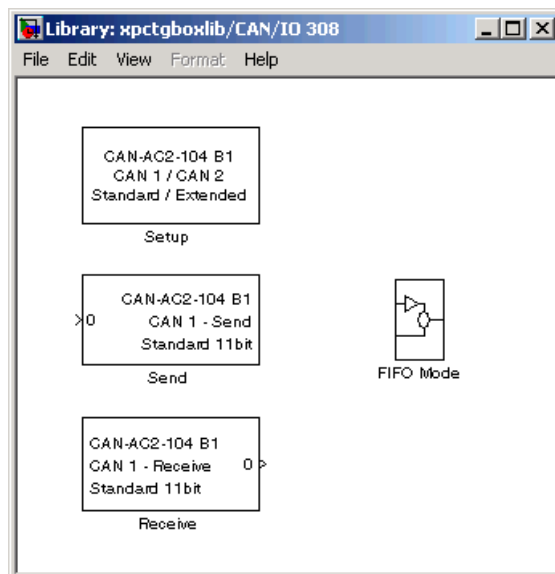 Library: xpctgboxlib/CAN/IO 308
File Edit View Format Help
CAN-AC2-104 B1
CAN 1 / CAN 2
Standard / Extended
Setup
CAN-AC2-104 B1
0 CAN 1 - Send
Standard 11bit
Send
FIFO Mode
CAN-AC2-104 B1
CAN 1 - Receive 0
Standard 11bit
Receive